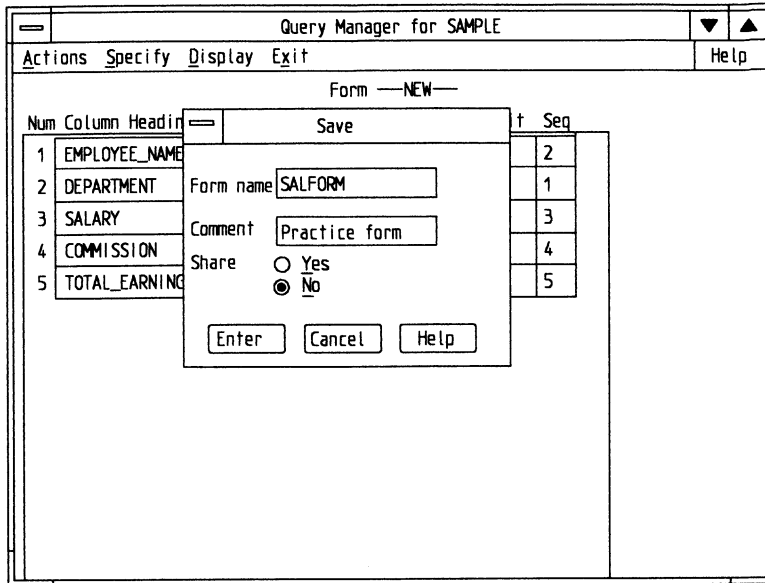 Query Manager for SAMPLE
Actions Specify Display Exit Help
Form —NEW—
Num Column Headin t Seq
1 EMPLOYEE_NAME 2
2 DEPARTMENT 1
3 SALARY 3
4 COMMISSION 4
5 TOTAL_EARNING 5
Save
Form name SALFORM
Comment Practice form
Share Yes
No
Enter Cancel Help